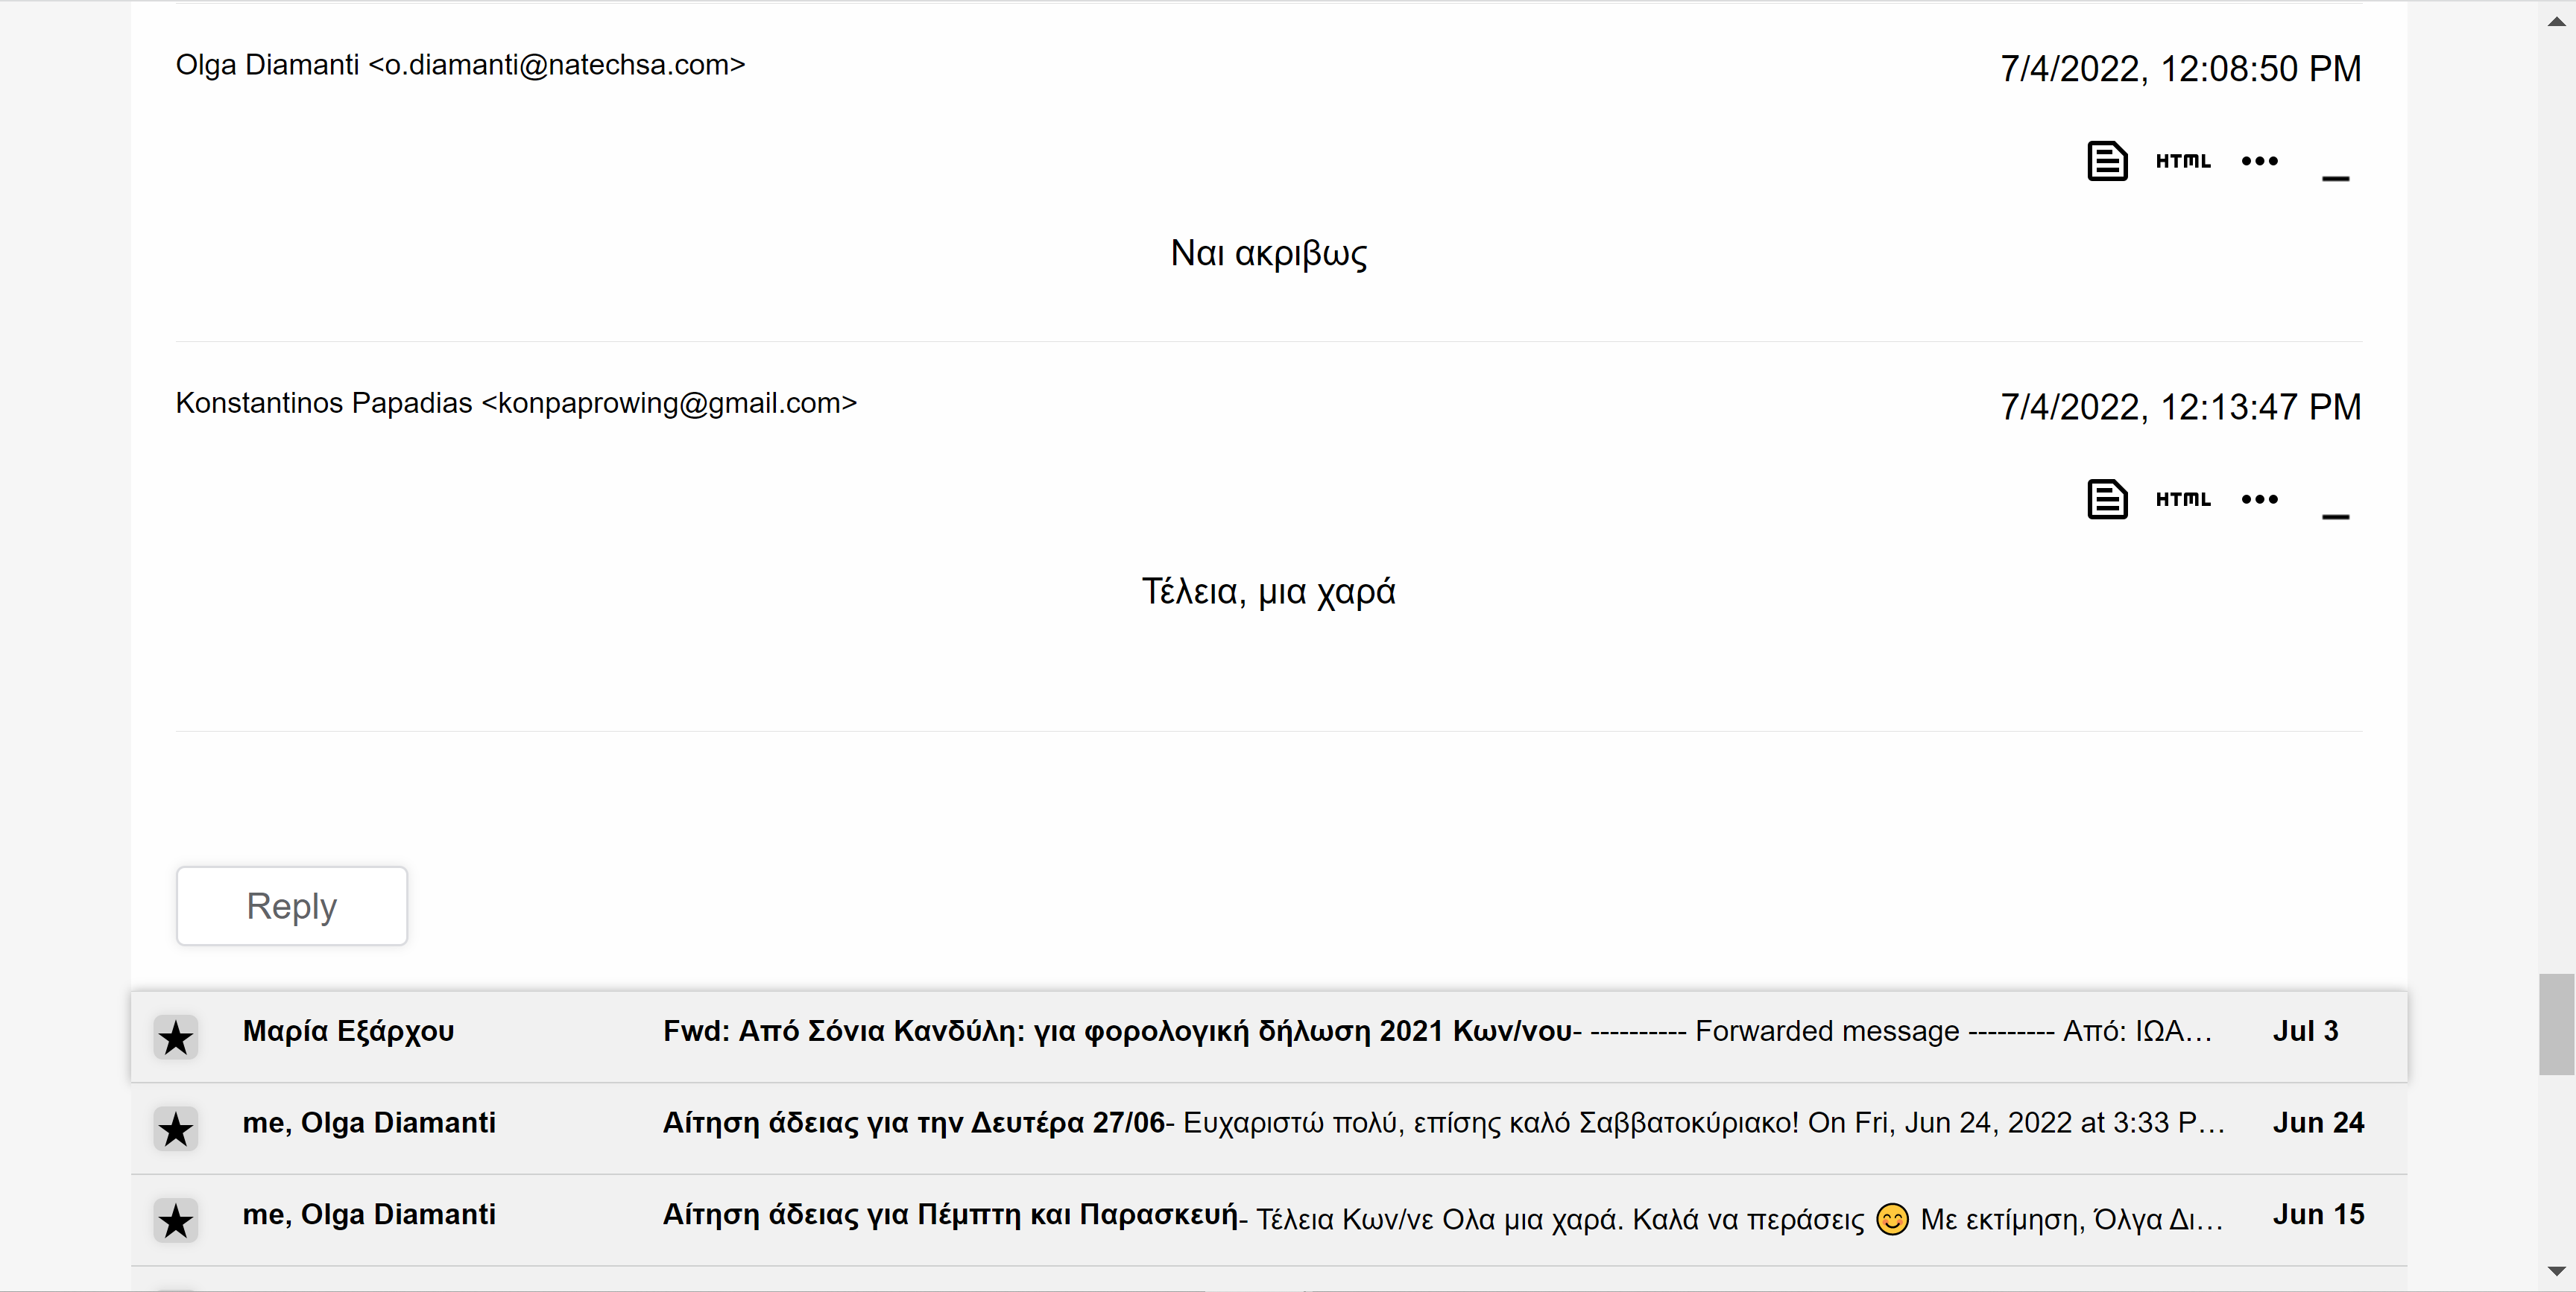 Olga Diamanti <o.diamanti@natechsa.com>
7/4/2022, 12:08:50 PM
HTML
Ναι ακριβως
Konstantinos Papadias <konpaprowing@gmail.com>
7/4/2022, 12:13:47 PM
HTML
Τέλεια, μια χαρά
Reply
Μαρία Εξάρχου Fwd: Από Σόνια Κανδύλη: για φορολογική δήλωση 2021 Κων/νου- ---------- Forwarded message --------- Από: ΙΩΑ… Jul 3
me, Olga Diamanti Αίτηση άδειας για την Δευτέρα 27/06- Ευχαριστώ πολύ, επίσης καλό Σαββατοκύριακο! On Fri, Jun 24, 2022 at 3:33 P… Jun 24
me, Olga Diamanti Αίτηση άδειας για Πέμπτη και Παρασκευή- Τέλεια Κων/νε Ολα μια χαρά. Καλά να περάσεις 😊 Με εκτίμηση, Όλγα Δι… Jun 15